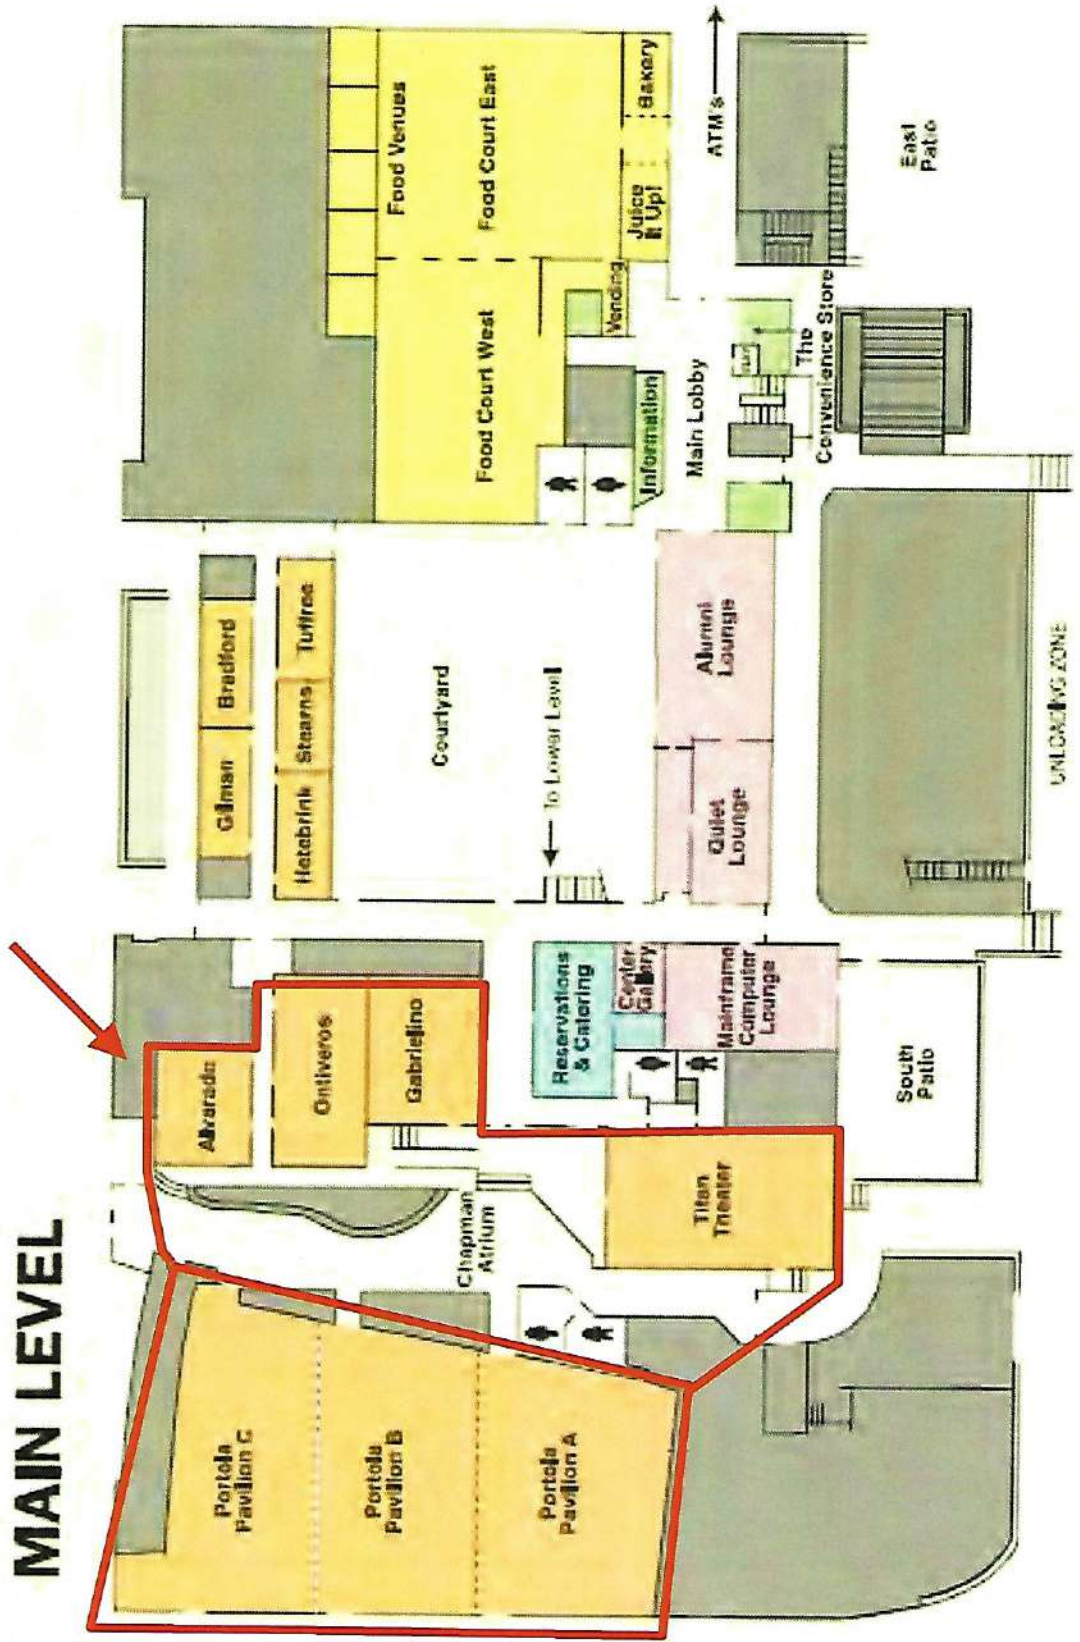 MAIN LEVEL
Portola
Pavilion C
Portola
Pavilion B
Portola
Pavilion A
Chapman
Atrium
Titan
Theater
Alvarado
Ontiveros
Gabrielino
Reservations
& Catering
Center
Gallery
Mainframe
Computer
Lounge
South
Patio
Gilman
Bradford
Hetebrink
Stearns
Tuffree
Courtyard
To Lower Level
Quiet
Lounge
Alumni
Lounge
UNLOADING ZONE
Food Venues
Food Court West
Food Court East
Vending
Juice
It Up!
Bakery
Information
Main Lobby
ATM's
The
Convenience Store
East
Patio